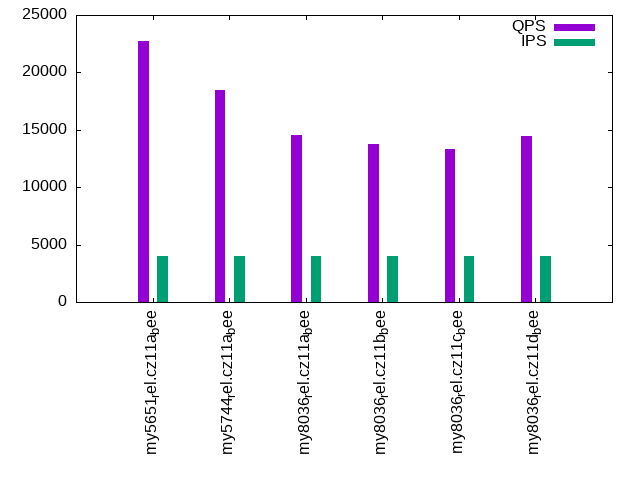 25000
20000
15000
10000
5000
0
QPS
IPS
my5651rel.cz11abee
my5744rel.cz11abee
my8036rel.cz11abee
my8036rel.cz11bbee
my8036rel.cz11cbee
my8036rel.cz11dbee